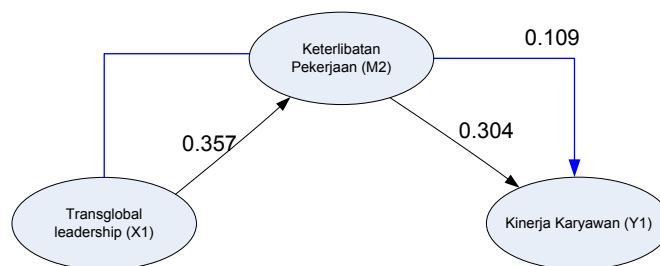 Keterlibatan
Pekerjaan (M2)
0.109
0.357
0.304
Transglobal
leadership (X1)
Kinerja Karyawan (Y1)